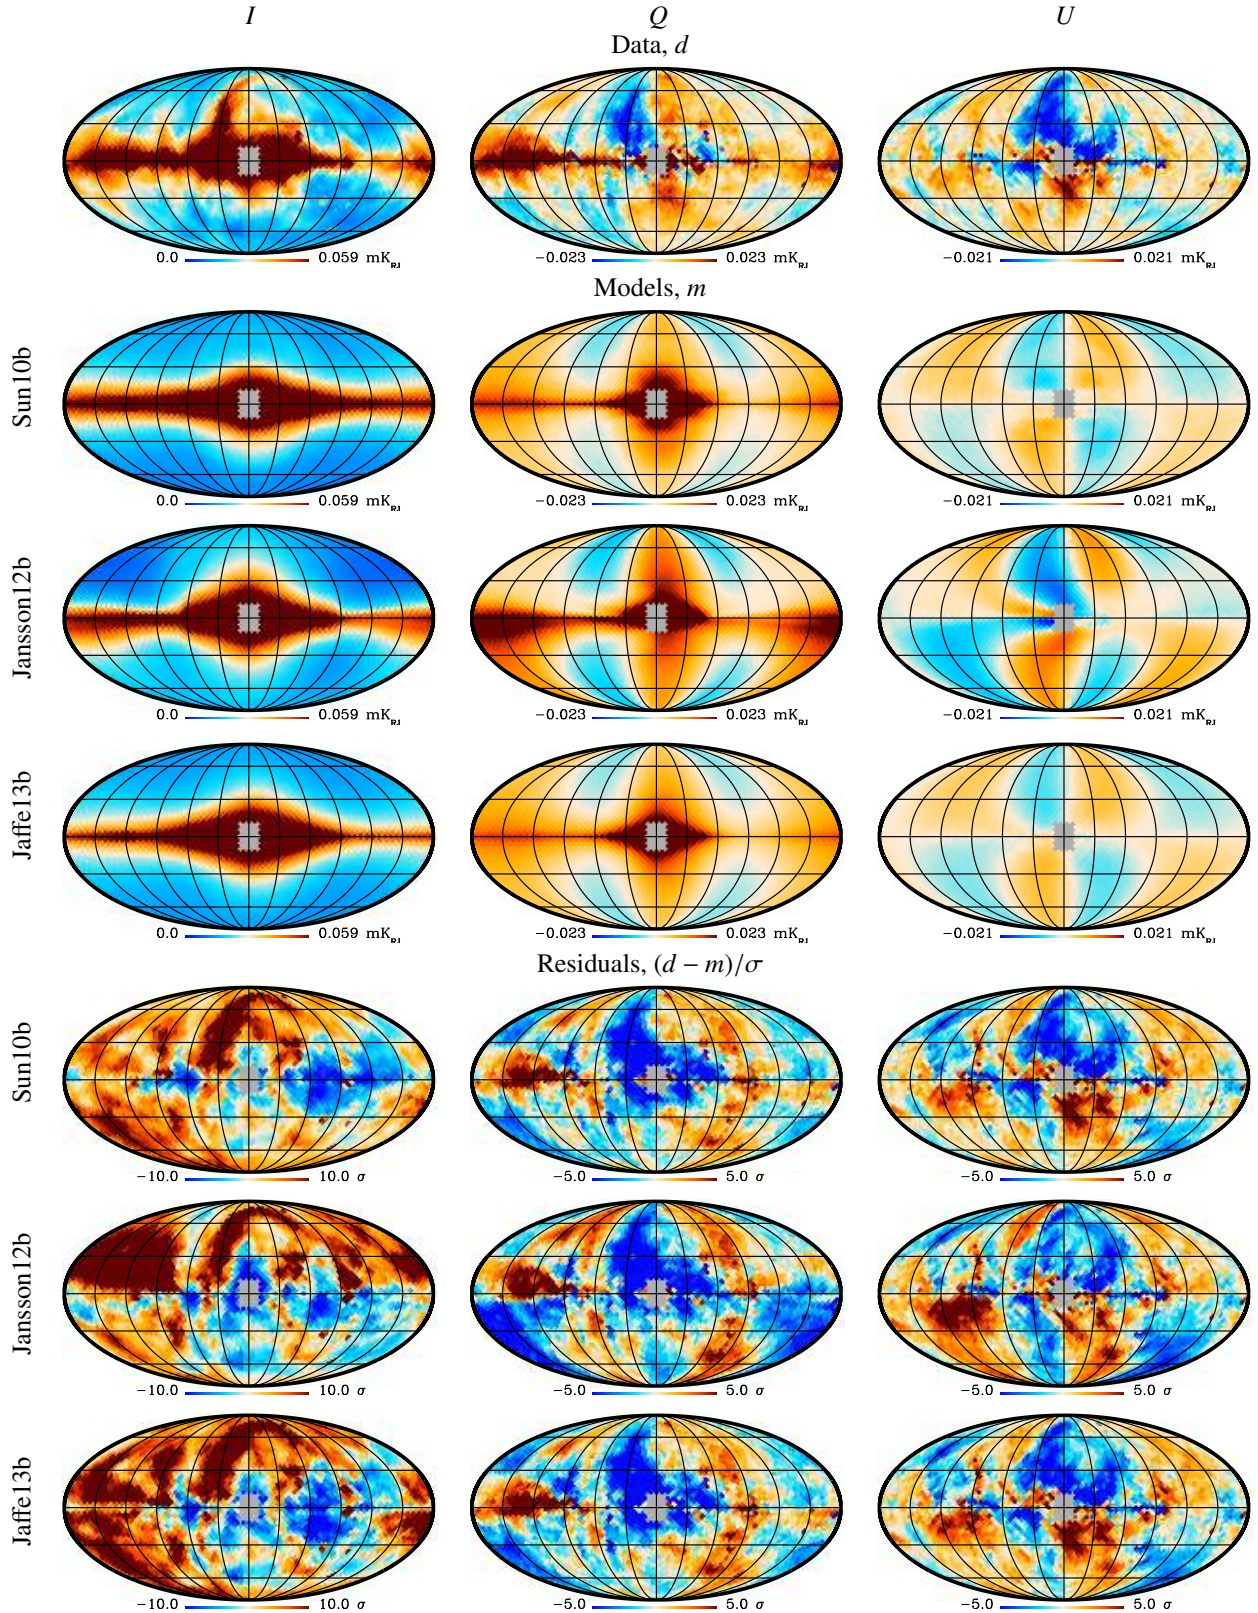 I Q U
Data, d
0.0 0.059 mK_RJ −0.023 0.023 mK_RJ −0.021 0.021 mK_RJ
Models, m
Sun10b
0.0 0.059 mK_RJ −0.023 0.023 mK_RJ −0.021 0.021 mK_RJ
Jansson12b
0.0 0.059 mK_RJ −0.023 0.023 mK_RJ −0.021 0.021 mK_RJ
Jaffe13b
0.0 0.059 mK_RJ −0.023 0.023 mK_RJ −0.021 0.021 mK_RJ
Residuals, (d − m)/σ
Sun10b
−10.0 10.0 σ −5.0 5.0 σ −5.0 5.0 σ
Jansson12b
−10.0 10.0 σ −5.0 5.0 σ −5.0 5.0 σ
Jaffe13b
−10.0 10.0 σ −5.0 5.0 σ −5.0 5.0 σ